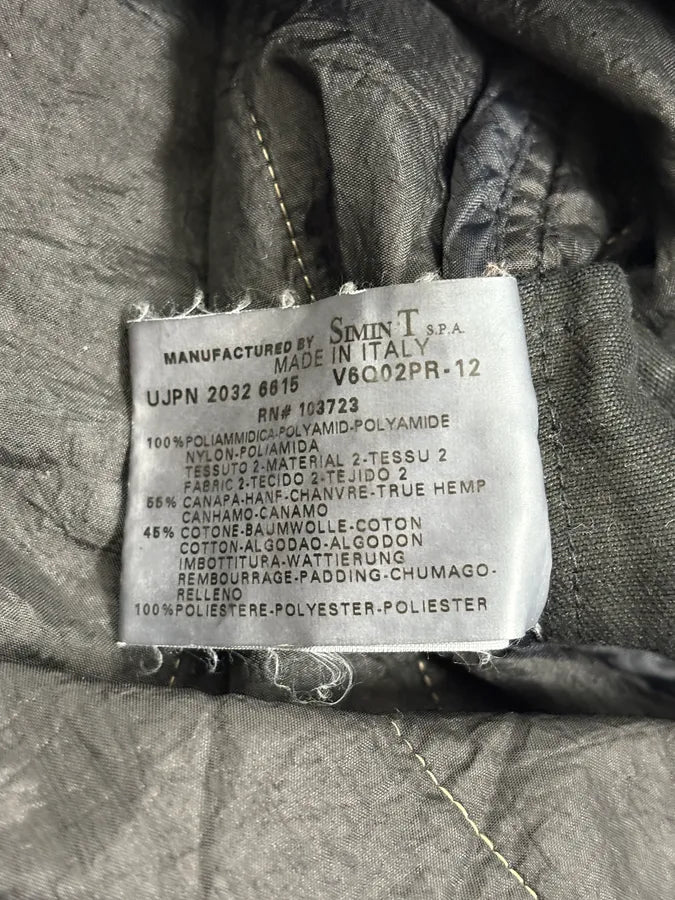 MANUFACTURED BY SIMINT S.P.A.
MADE IN ITALY
UJPN 2032 6615 V6Q02PR-12
RN# 103723
100%POLIAMMIDICA-POLYAMID-POLYAMIDE
NYLON-POLIAMIDA
TESSUTO 2-MATERIAL 2-TESSU 2
FABRIC 2-TECIDO 2-TEJIDO 2
55% CANAPA-HANF-CHANVRE-TRUE HEMP
CANHAMO-CANAMO
45% COTONE-BAUMWOLLE-COTON
COTTON-ALGODAO-ALGODON
IMBOTTITURA-WATTIERUNG
REMBOURRAGE-PADDING-CHUMAGO-
RELLENO
100%POLIESTERE-POLYESTER-POLIESTER